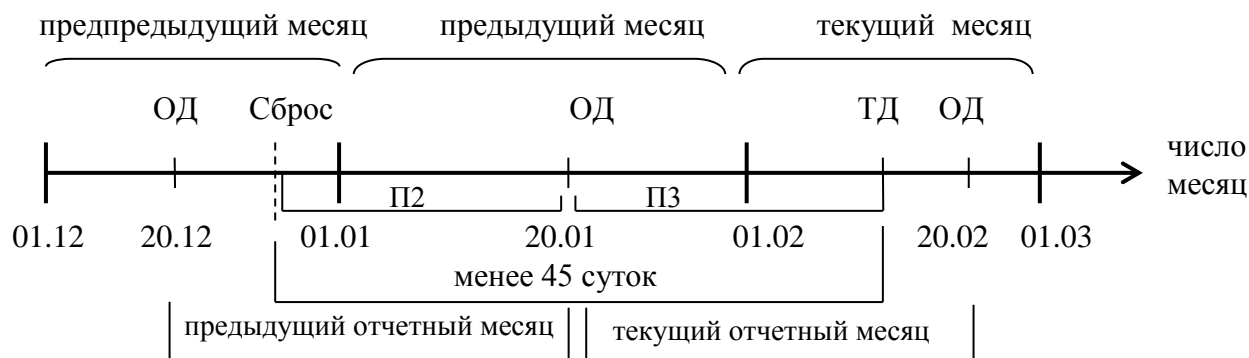 предпредыдущий месяц предыдущий месяц текущий месяц
ОД Сброс ОД ТД ОД
число
месяц
П2 П3
01.12 20.12 01.01 20.01 01.02 20.02 01.03
менее 45 суток
предыдущий отчетный месяц текущий отчетный месяц